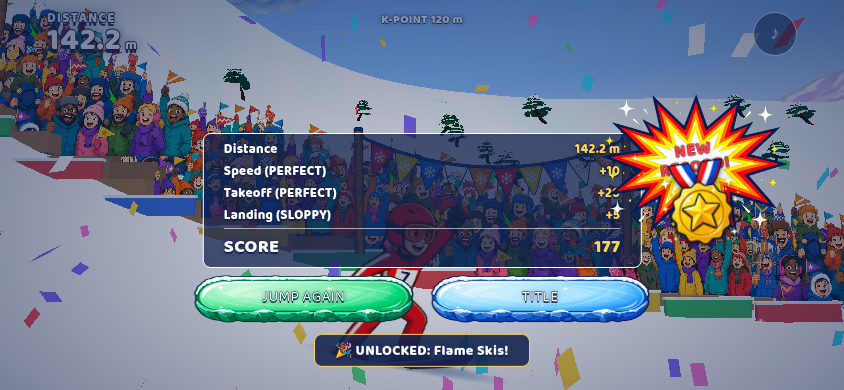 DISTANCE
142.2 m
K-POINT 120 m
Distance 142.2 m
Speed (PERFECT) +10
Takeoff (PERFECT)
Landing (SLOPPY) +5
SCORE 177
NEW
JUMP AGAIN
TITLE
🎉 UNLOCKED: Flame Skis!